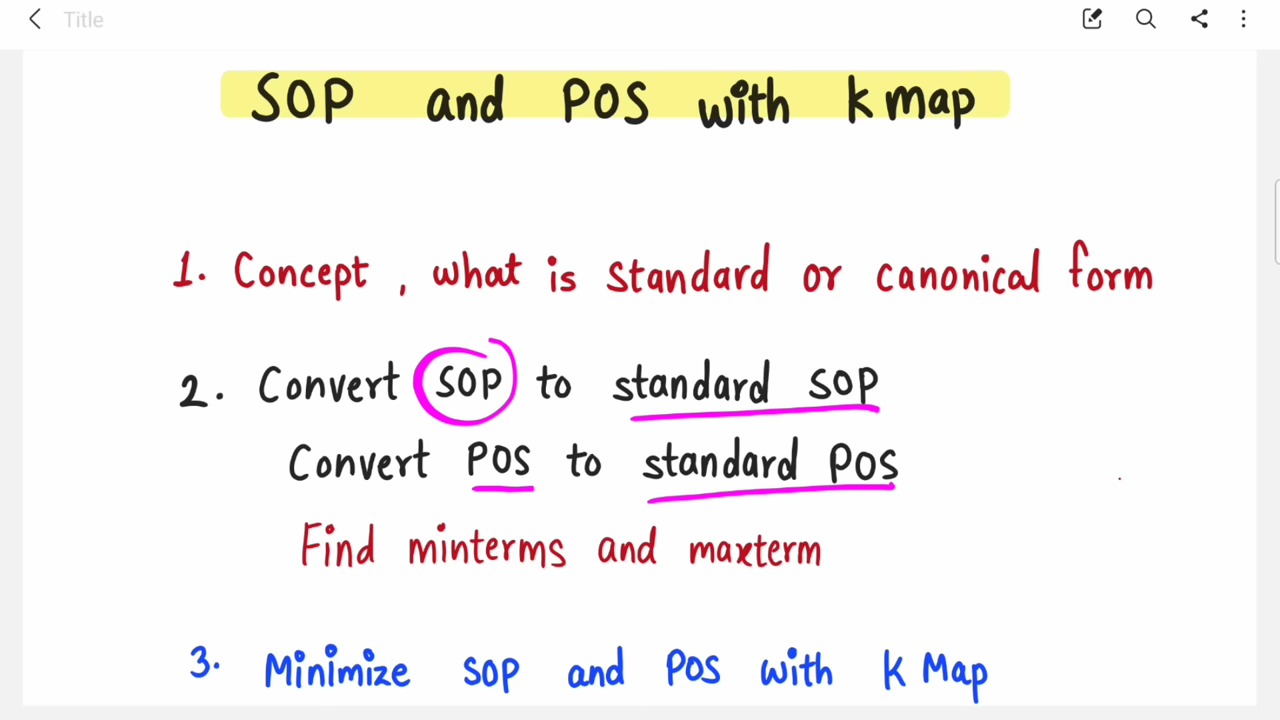 Title
SOP and POS with k map
1. Concept, what is standard or canonical form
2. Convert SOP to standard SOP
Convert POS to standard POS
Find minterms and maxterm
3. Minimize SOP and POS with k Map